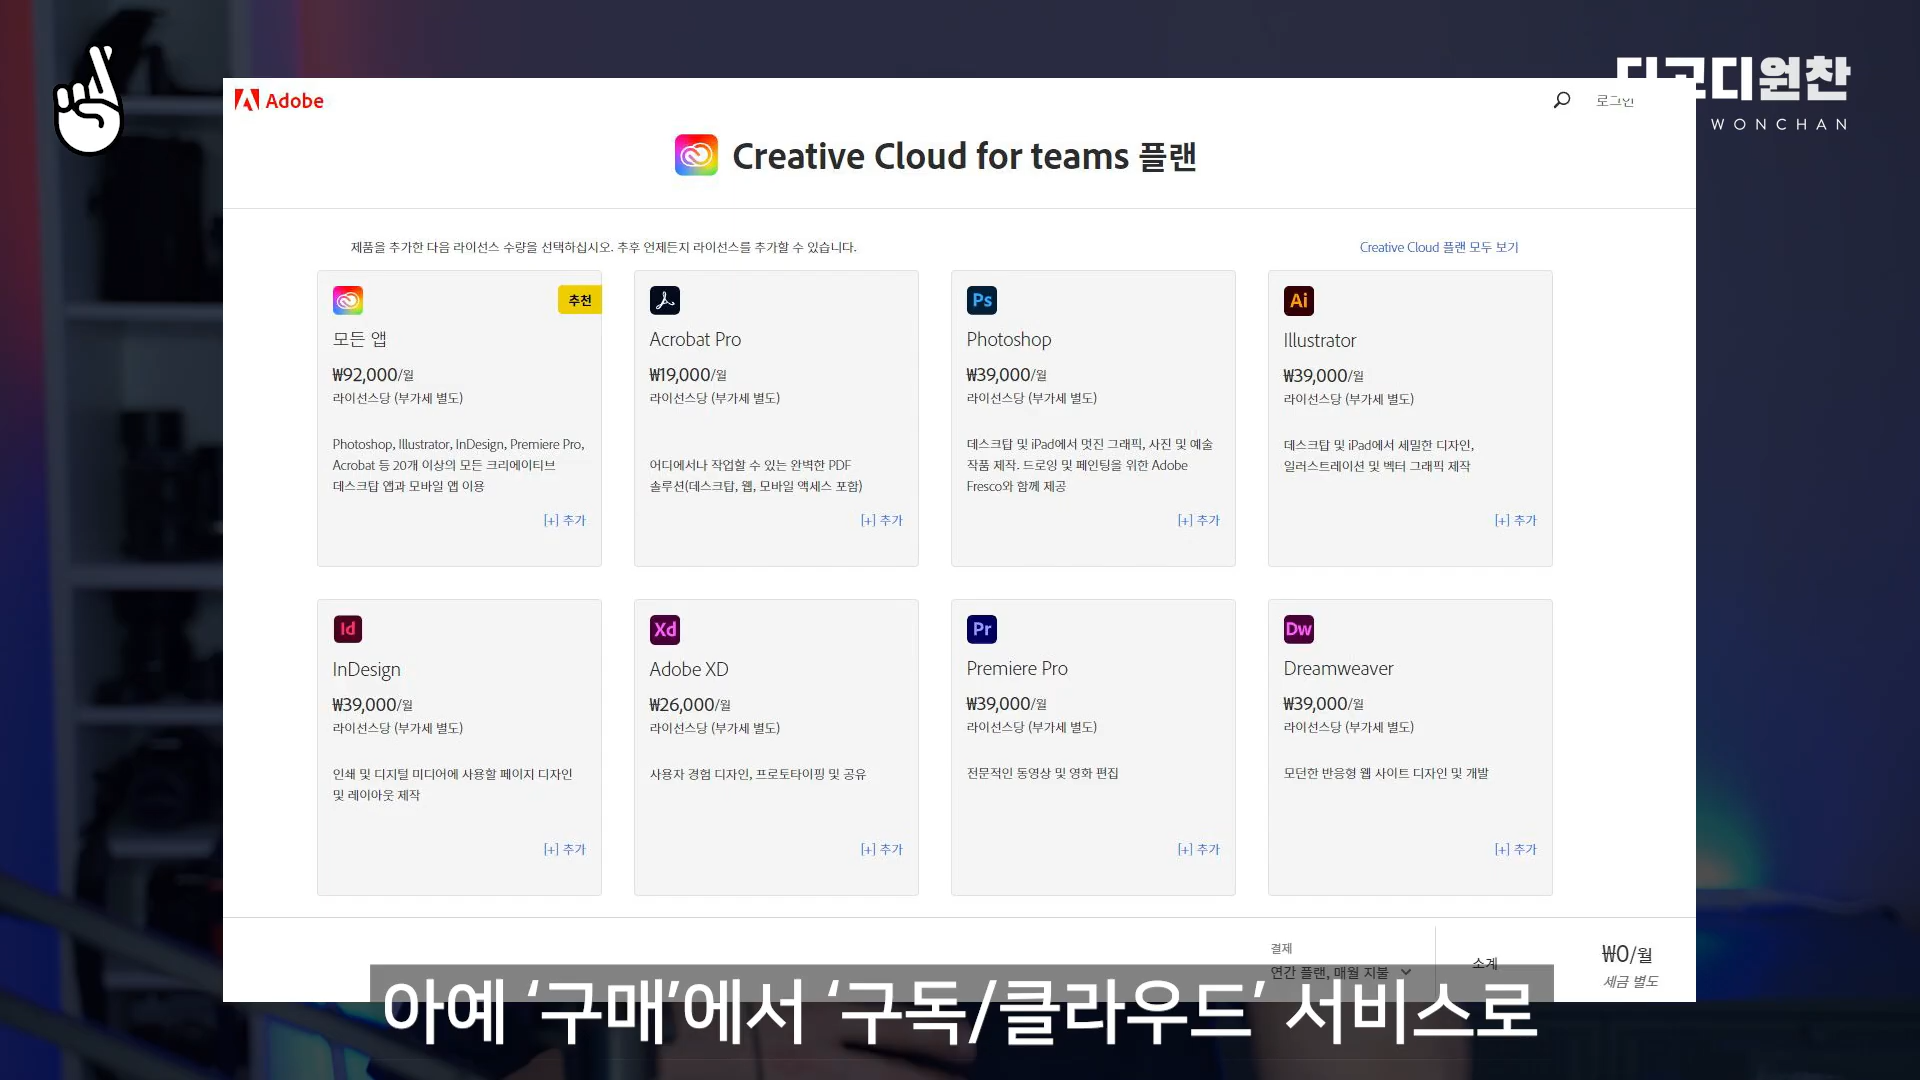 Adobe
로그인
디고디원찬
WONCHAN
Creative Cloud for teams 플랜
제품을 추가한 다음 라이선스 수량을 선택하십시오. 추후 언제든지 라이선스를 추가할 수 있습니다.
Creative Cloud 플랜 모두 보기
추천
모든 앱
₩92,000/월
라이선스당 (부가세 별도)
Photoshop, Illustrator, InDesign, Premiere Pro,
Acrobat 등 20개 이상의 모든 크리에이티브
데스크탑 앱과 모바일 앱 이용
[+] 추가
Acrobat Pro
₩19,000/월
라이선스당 (부가세 별도)
어디에서나 작업할 수 있는 완벽한 PDF
솔루션(데스크탑, 웹, 모바일 액세스 포함)
[+] 추가
Ps
Photoshop
₩39,000/월
라이선스당 (부가세 별도)
데스크탑 및 iPad에서 멋진 그래픽, 사진 및 예술
작품 제작. 드로잉 및 페인팅을 위한 Adobe
Fresco와 함께 제공
[+] 추가
Ai
Illustrator
₩39,000/월
라이선스당 (부가세 별도)
데스크탑 및 iPad에서 세밀한 디자인,
일러스트레이션 및 벡터 그래픽 제작
[+] 추가
Id
InDesign
₩39,000/월
라이선스당 (부가세 별도)
인쇄 및 디지털 미디어에 사용할 페이지 디자인
및 레이아웃 제작
[+] 추가
Xd
Adobe XD
₩26,000/월
라이선스당 (부가세 별도)
사용자 경험 디자인, 프로토타이핑 및 공유
[+] 추가
Pr
Premiere Pro
₩39,000/월
라이선스당 (부가세 별도)
전문적인 동영상 및 영화 편집
[+] 추가
Dw
Dreamweaver
₩39,000/월
라이선스당 (부가세 별도)
모던한 반응형 웹 사이트 디자인 및 개발
[+] 추가
결제
연간 플랜, 매월 지불
소계
₩0/월
세금 별도
아예 ‘구매’에서 ‘구독/클라우드’ 서비스로